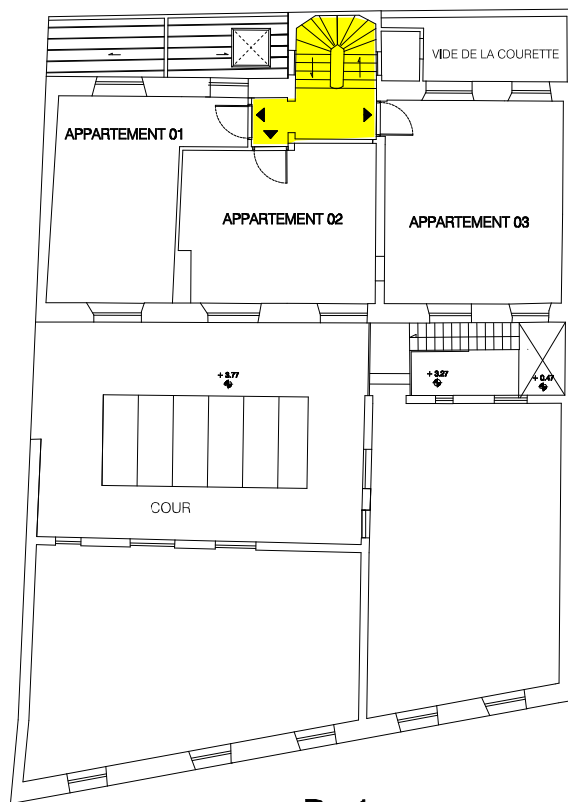 VIDE DE LA COURETTE
APPARTEMENT 01
APPARTEMENT 02
APPARTEMENT 03
+ 3.77
+ 3.27
+ 0.47
COUR